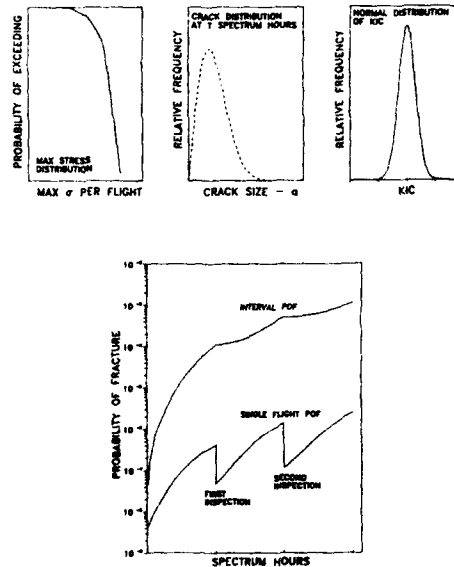 PROBABILITY OF EXCEEDING
MAX STRESS
DISTRIBUTION
MAX σ PER FLIGHT
RELATIVE FREQUENCY
CRACK DISTRIBUTION
AT T SPECTRUM HOURS
CRACK SIZE - a
RELATIVE FREQUENCY
NORMAL DISTRIBUTION
OF KIC
KIC
PROBABILITY OF FRACTURE
INTERVAL POF
SINGLE FLIGHT POF
10⁻⁷
FIRST
INSPECTION
SECOND
INSPECTION
SPECTRUM HOURS